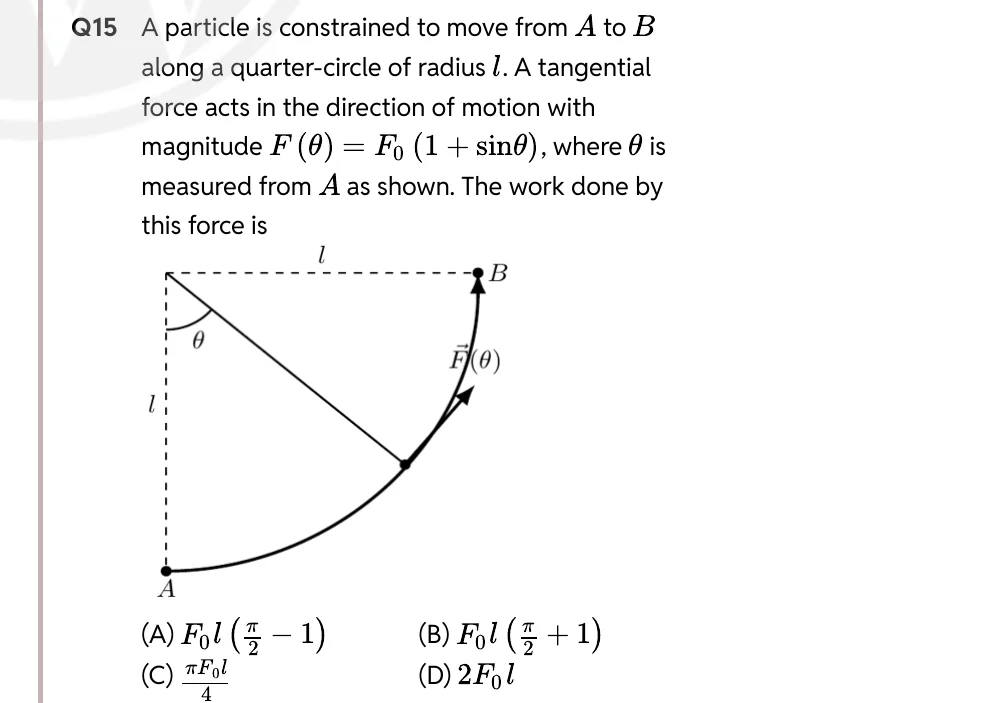 Q15 A particle is constrained to move from A to B
along a quarter-circle of radius l. A tangential
force acts in the direction of motion with
magnitude F (θ) = F₀ (1 + sinθ), where θ is
measured from A as shown. The work done by
this force is
l
B
θ
F⃗(θ)
l
A
(A) F₀l (π/2 − 1) (B) F₀l (π/2 + 1)
(C) πF₀l/4 (D) 2F₀l